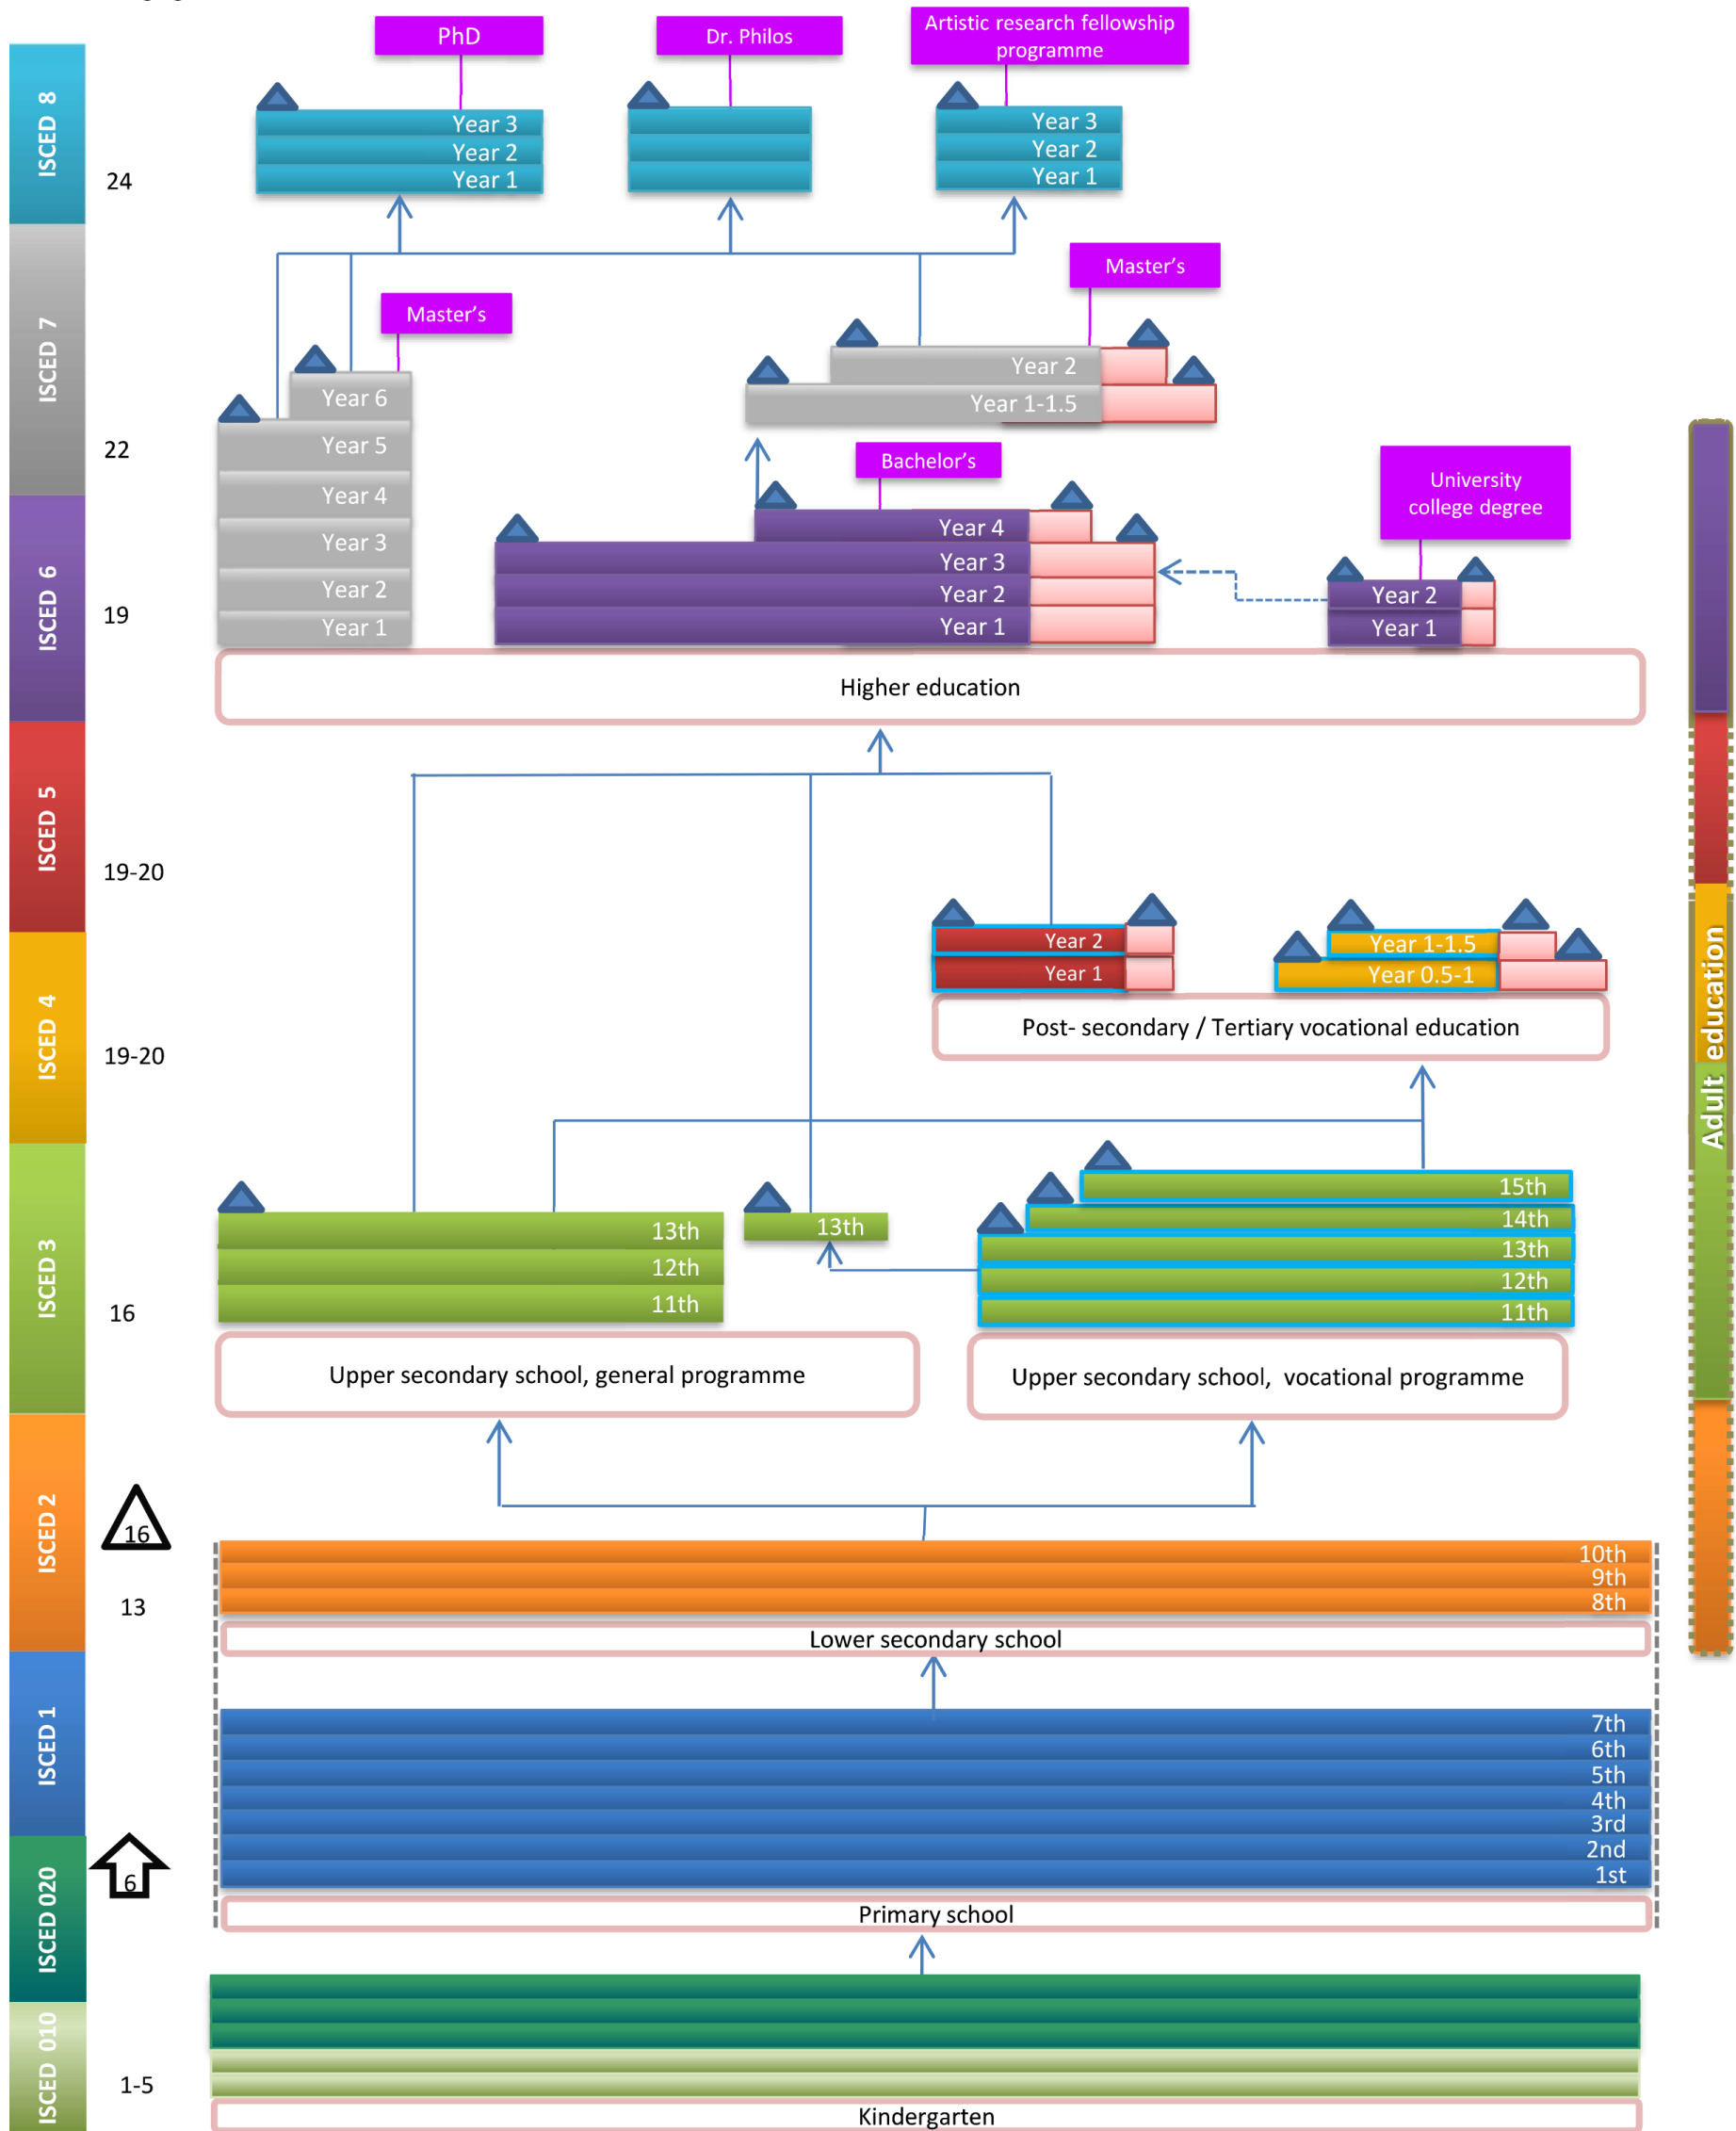 PhD
Dr. Philos
Artistic research fellowship
programme
ISCED 8
Year 3
Year 2
Year 1
Year 3
Year 2
Year 1
24
Master's
Master's
ISCED 7
Year 6
Year 5
Year 4
Year 3
Year 2
Year 1
Year 2
Year 1-1.5
22
Bachelor's
University
college degree
ISCED 6
Year 4
Year 3
Year 2
Year 1
Year 2
Year 1
19
Higher education
ISCED 5
19-20
Year 2
Year 1
Year 1-1.5
Year 0.5-1
ISCED 4
Post- secondary / Tertiary vocational education
19-20
Adult education
ISCED 3
13th
12th
11th
13th
15th
14th
13th
12th
11th
16
Upper secondary school, general programme
Upper secondary school, vocational programme
ISCED 2
16
10th
9th
8th
13
Lower secondary school
ISCED 1
7th
6th
5th
4th
3rd
2nd
1st
6
ISCED 020
Primary school
ISCED 010
1-5
Kindergarten